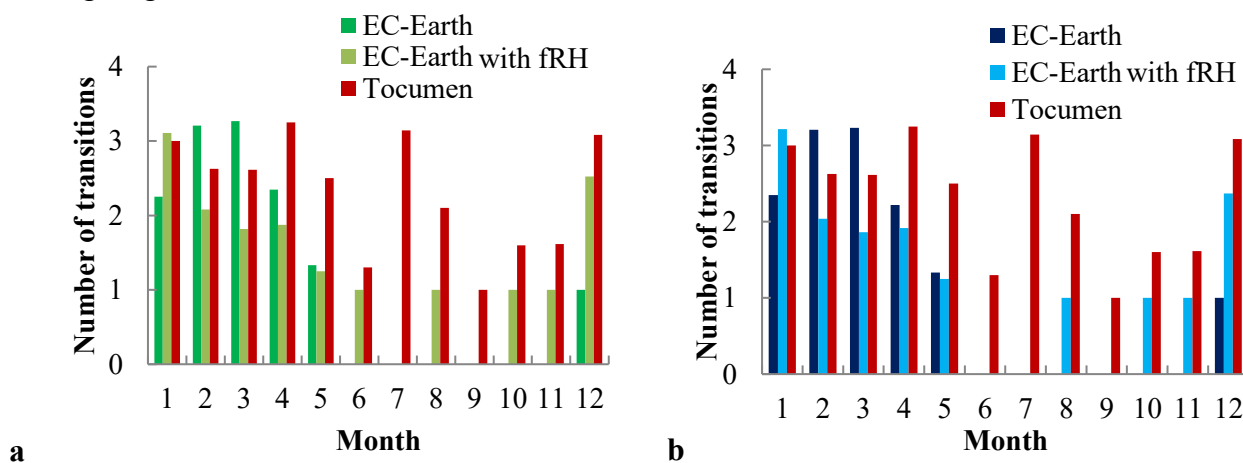 EC-Earth
EC-Earth with fRH
Tocumen
Number of transitions
4
3
2
1
0
1 2 3 4 5 6 7 8 9 10 11 12
Month
a
EC-Earth
EC-Earth with fRH
Tocumen
Number of transitions
4
3
2
1
0
1 2 3 4 5 6 7 8 9 10 11 12
Month
b